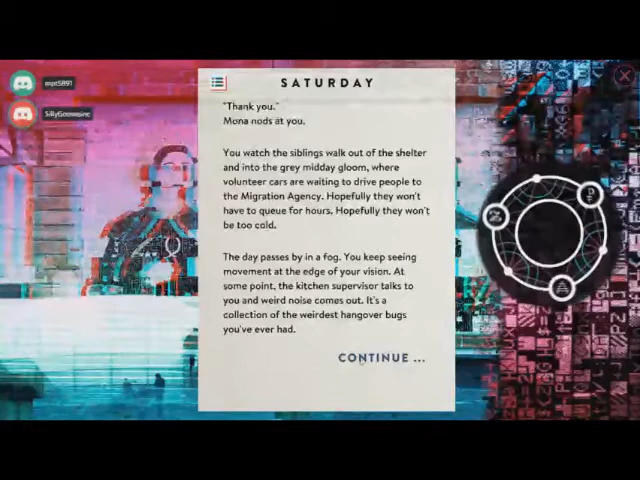 SATURDAY
"Thank you."
Mona nods at you.
You watch the siblings walk out of the shelter
and into the grey midday gloom, where
volunteer cars are waiting to drive people to
the Migration Agency. Hopefully they won't
have to queue for hours. Hopefully they won't
be too cold.
The day passes by in a fog. You keep seeing
movement at the edge of your vision. At
some point, the kitchen supervisor talks to
you and weird noise comes out. It's a
collection of the weirdest hangover bugs
you've ever had.
CONTINUE ...